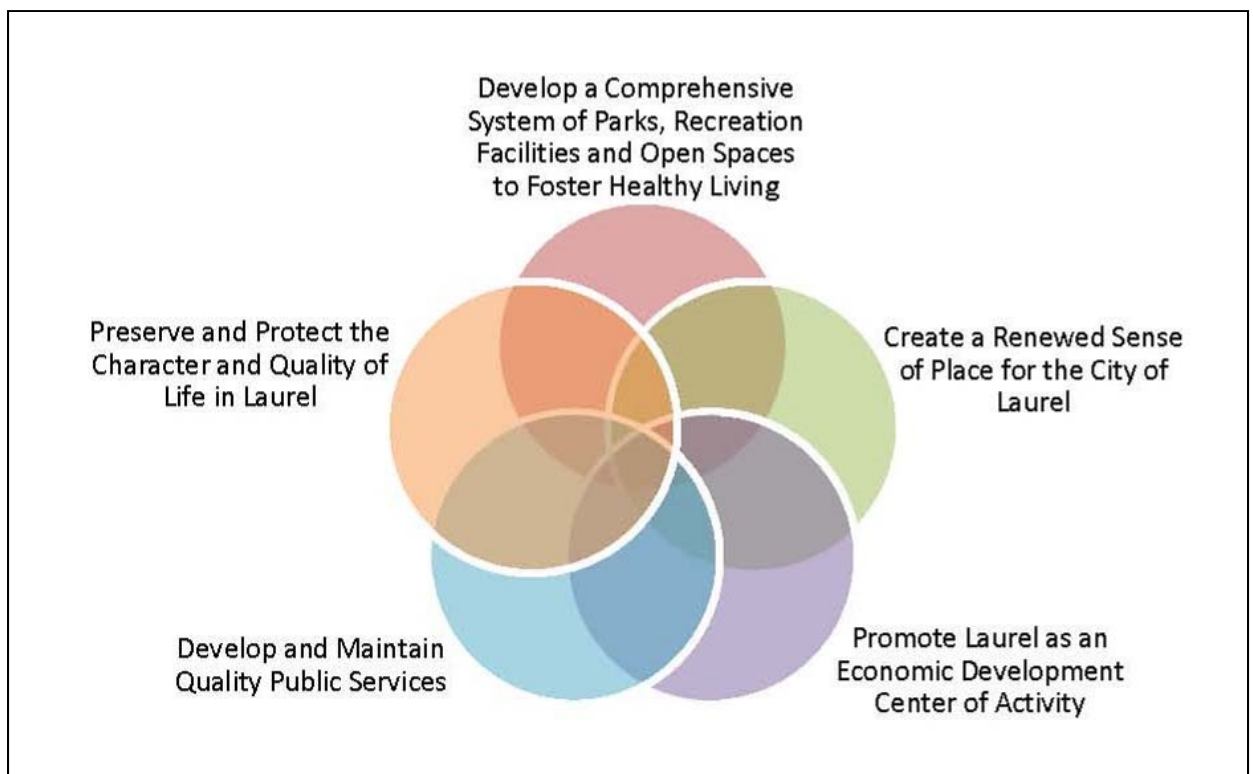 Develop a Comprehensive
System of Parks, Recreation
Facilities and Open Spaces
to Foster Healthy Living
Preserve and Protect the
Character and Quality of
Life in Laurel
Create a Renewed Sense
of Place for the City of
Laurel
Develop and Maintain
Quality Public Services
Promote Laurel as an
Economic Development
Center of Activity